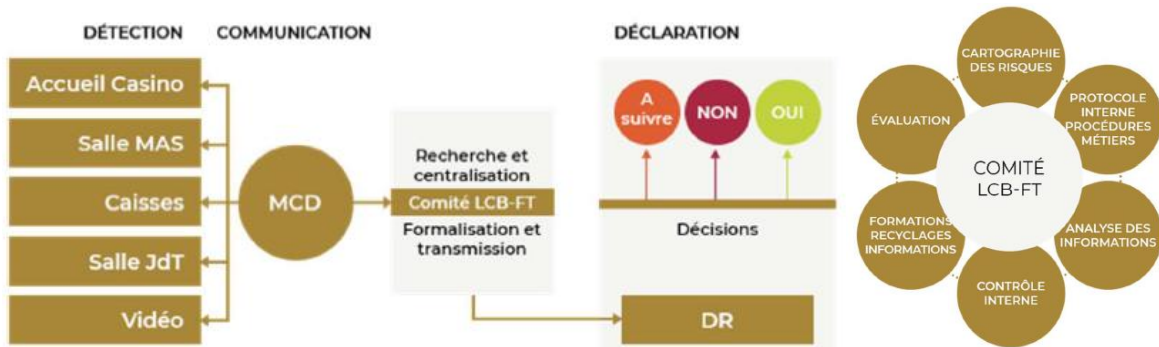 DÉTECTION
COMMUNICATION
DÉCLARATION
Accueil Casino
Salle MAS
Caisses
Salle JdT
Vidéo
MCD
Recherche et
centralisation
Comité LCB-FT
Formalisation et
transmission
A
suivre
NON
OUI
Décisions
DR
CARTOGRAPHIE
DES RISQUES
PROTOCOLE
INTERNE
PROCÉDURES
MÉTIERS
ANALYSE DES
INFORMATIONS
CONTRÔLE
INTERNE
FORMATIONS
RECYCLAGES
INFORMATIONS
ÉVALUATION
COMITÉ
LCB-FT